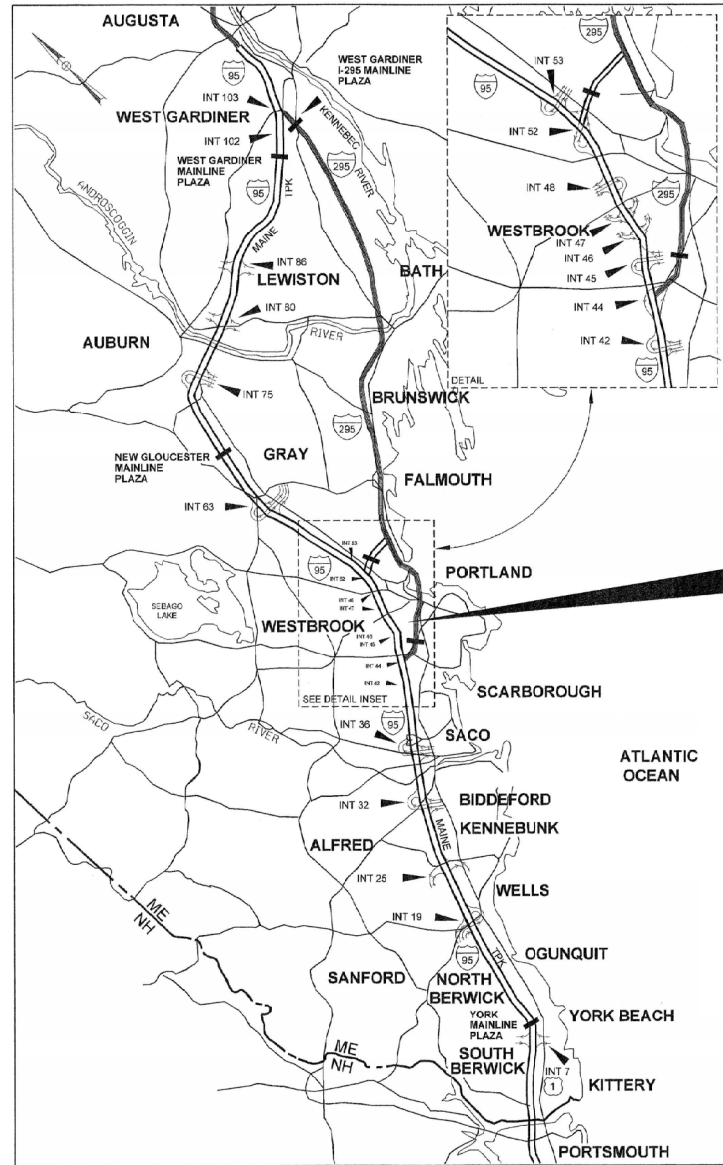 AUGUSTA
95
WEST GARDINER
I-295 MAINLINE
PLAZA
INT 103
WEST GARDINER
INT 102
WEST GARDINER
MAINLINE
PLAZA
KENNEBEC
RIVER
295
95
TPK
MAINE
ANDROSCOGGIN
INT 86
LEWISTON
BATH
INT 80
RIVER
AUBURN
INT 75
BRUNSWICK
295
NEW GLOUCESTER
MAINLINE
PLAZA
GRAY
FALMOUTH
INT 63
INT 53
95
INT 52
PORTLAND
INT 48
INT 47
SEBAGO
LAKE
WESTBROOK
INT 46
INT 45
INT 44
INT 42
SCARBOROUGH
SEE DETAIL INSET
SACO
RIVER
INT 36
95
SACO
ATLANTIC
OCEAN
INT 32
BIDDEFORD
MAINE
KENNEBUNK
ALFRED
INT 25
WELLS
ME
NH
INT 19
TPK
95
OGUNQUIT
SANFORD
NORTH
BERWICK
YORK
MAINLINE
PLAZA
YORK BEACH
ME
NH
SOUTH
BERWICK
INT 7
1
KITTERY
PORTSMOUTH
295
INT 53
95
INT 52
INT 48
295
WESTBROOK
INT 47
INT 46
INT 45
INT 44
INT 42
95
DETAIL